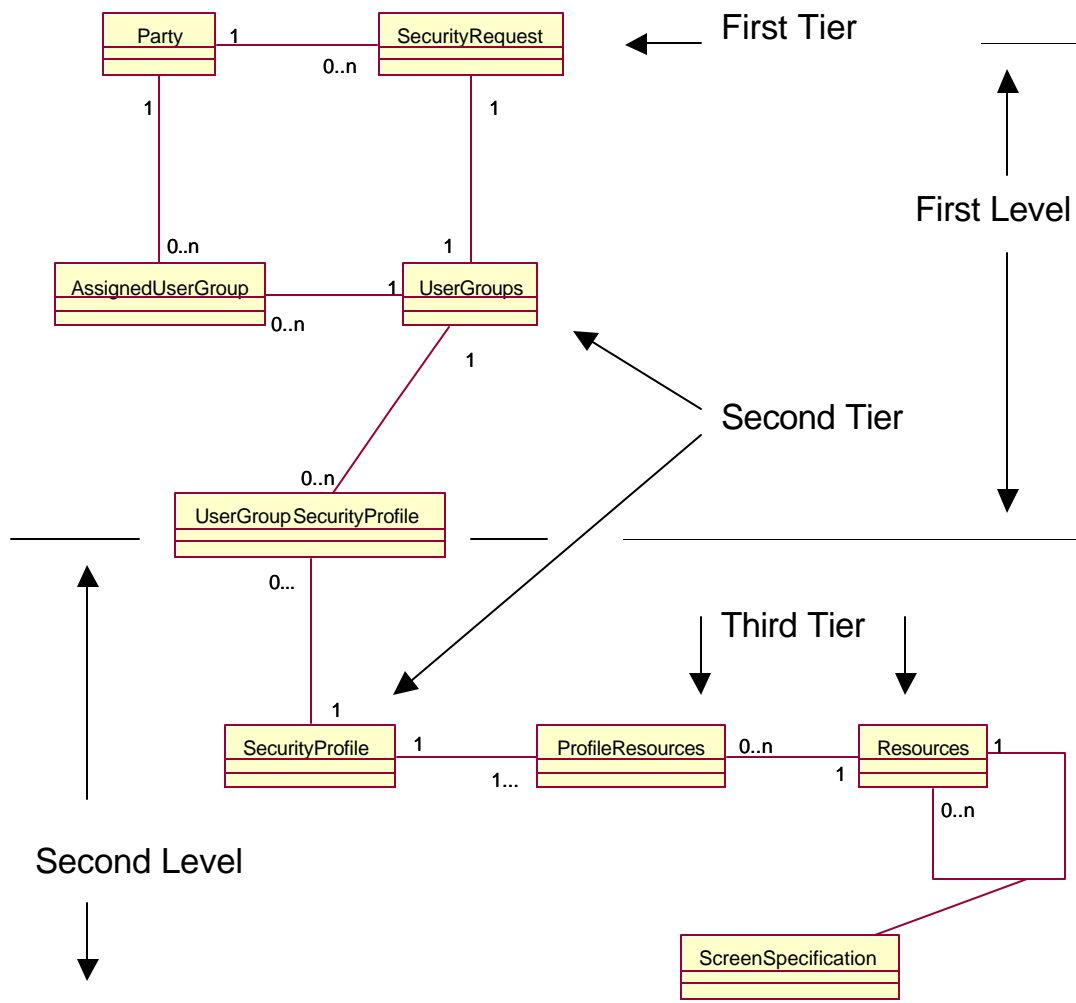 Party
1
SecurityRequest
First Tier
0..n
1
1
First Level
0..n
1
AssignedUserGroup
1
UserGroups
0..n
1
Second Tier
0..n
UserGroupSecurityProfile
0...
Third Tier
1
SecurityProfile
1
ProfileResources
0..n
Resources
1
1...
1
0..n
Second Level
ScreenSpecification